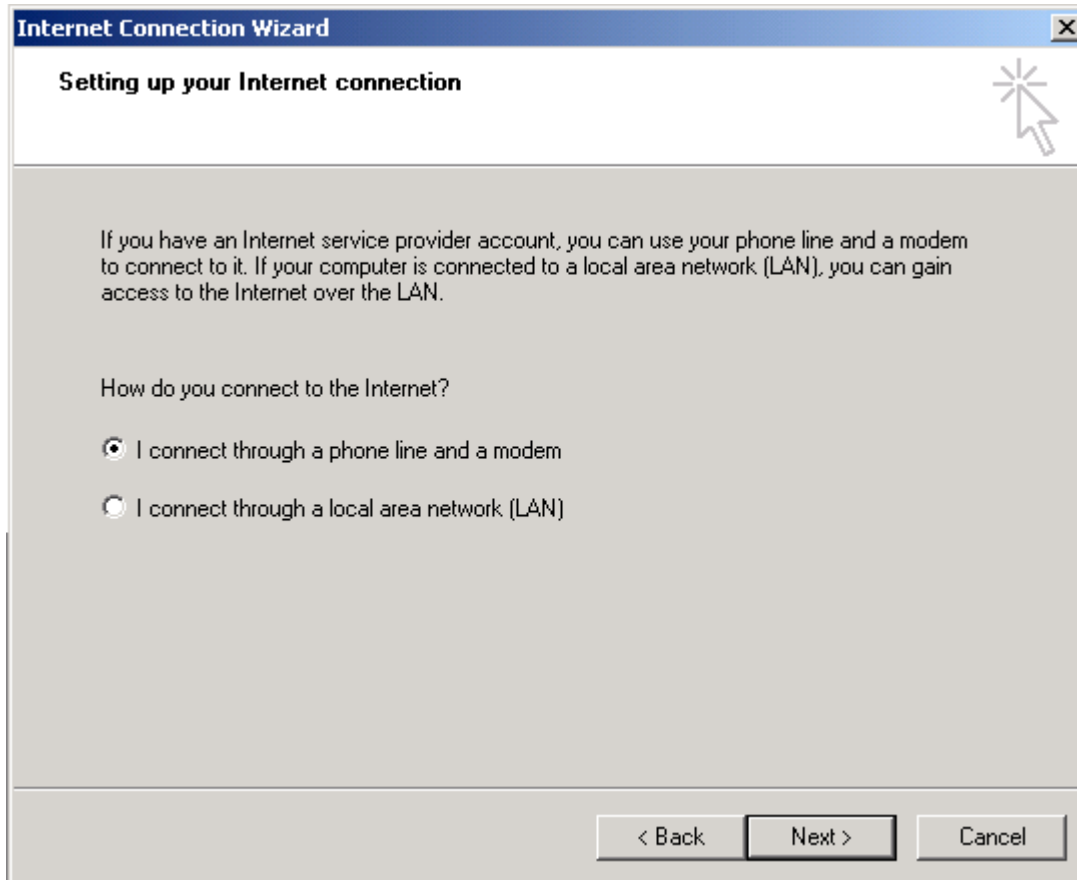 Internet Connection Wizard
Setting up your Internet connection
If you have an Internet service provider account, you can use your phone line and a modem
to connect to it. If your computer is connected to a local area network (LAN), you can gain
access to the Internet over the LAN.
How do you connect to the Internet?
I connect through a phone line and a modem
I connect through a local area network (LAN)
< Back Next > Cancel